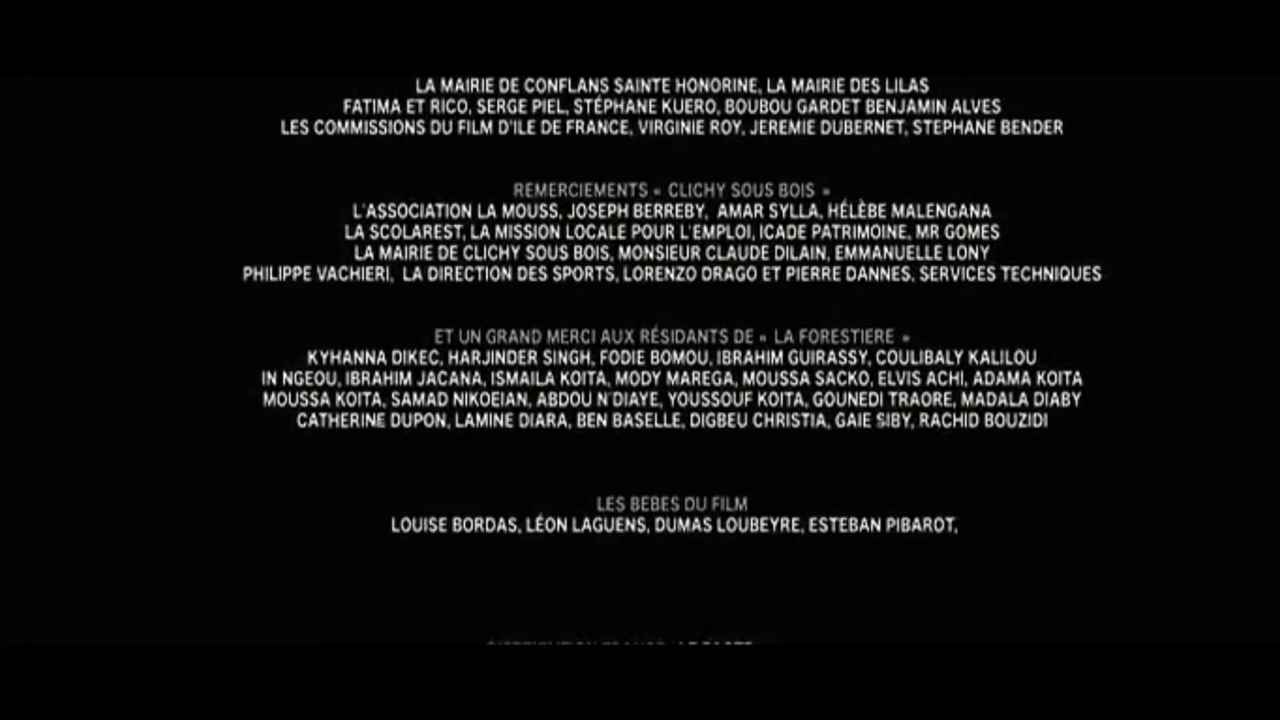 LA MAIRIE DE CONFLANS SAINTE HONORINE, LA MAIRIE DES LILAS
FATIMA ET RICO, SERGE PIEL, STÉPHANE KUERO, BOUBOU GARDET BENJAMIN ALVES
LES COMMISSIONS DU FILM D'ILE DE FRANCE, VIRGINIE ROY, JEREMIE DUBERNET, STEPHANE BENDER
REMERCIEMENTS « CLICHY SOUS BOIS »
L'ASSOCIATION LA MOUSS, JOSEPH BERREBY, AMAR SYLLA, HÉLÈBE MALENGANA
LA SCOLAREST, LA MISSION LOCALE POUR L'EMPLOI, ICADE PATRIMOINE, MR GOMES
LA MAIRIE DE CLICHY SOUS BOIS, MONSIEUR CLAUDE DILAIN, EMMANUELLE LONY
PHILIPPE VACHIERI, LA DIRECTION DES SPORTS, LORENZO DRAGO ET PIERRE DANNES, SERVICES TECHNIQUES
ET UN GRAND MERCI AUX RÉSIDANTS DE « LA FORESTIERE »
KYHANNA DIKEC, HARJINDER SINGH, FODIE BOMOU, IBRAHIM GUIRASSY, COULIBALY KALILOU
IN NGEOU, IBRAHIM JACANA, ISMAILA KOITA, MODY MAREGA, MOUSSA SACKO, ELVIS ACHI, ADAMA KOITA
MOUSSA KOITA, SAMAD NIKOEIAN, ABDOU N'DIAYE, YOUSSOUF KOITA, GOUNEDI TRAORE, MADALA DIABY
CATHERINE DUPON, LAMINE DIARA, BEN BASELLE, DIGBEU CHRISTIA, GAIE SIBY, RACHID BOUZIDI
LES BEBES DU FILM
LOUISE BORDAS, LÉON LAGUENS, DUMAS LOUBEYRE, ESTEBAN PIBAROT,